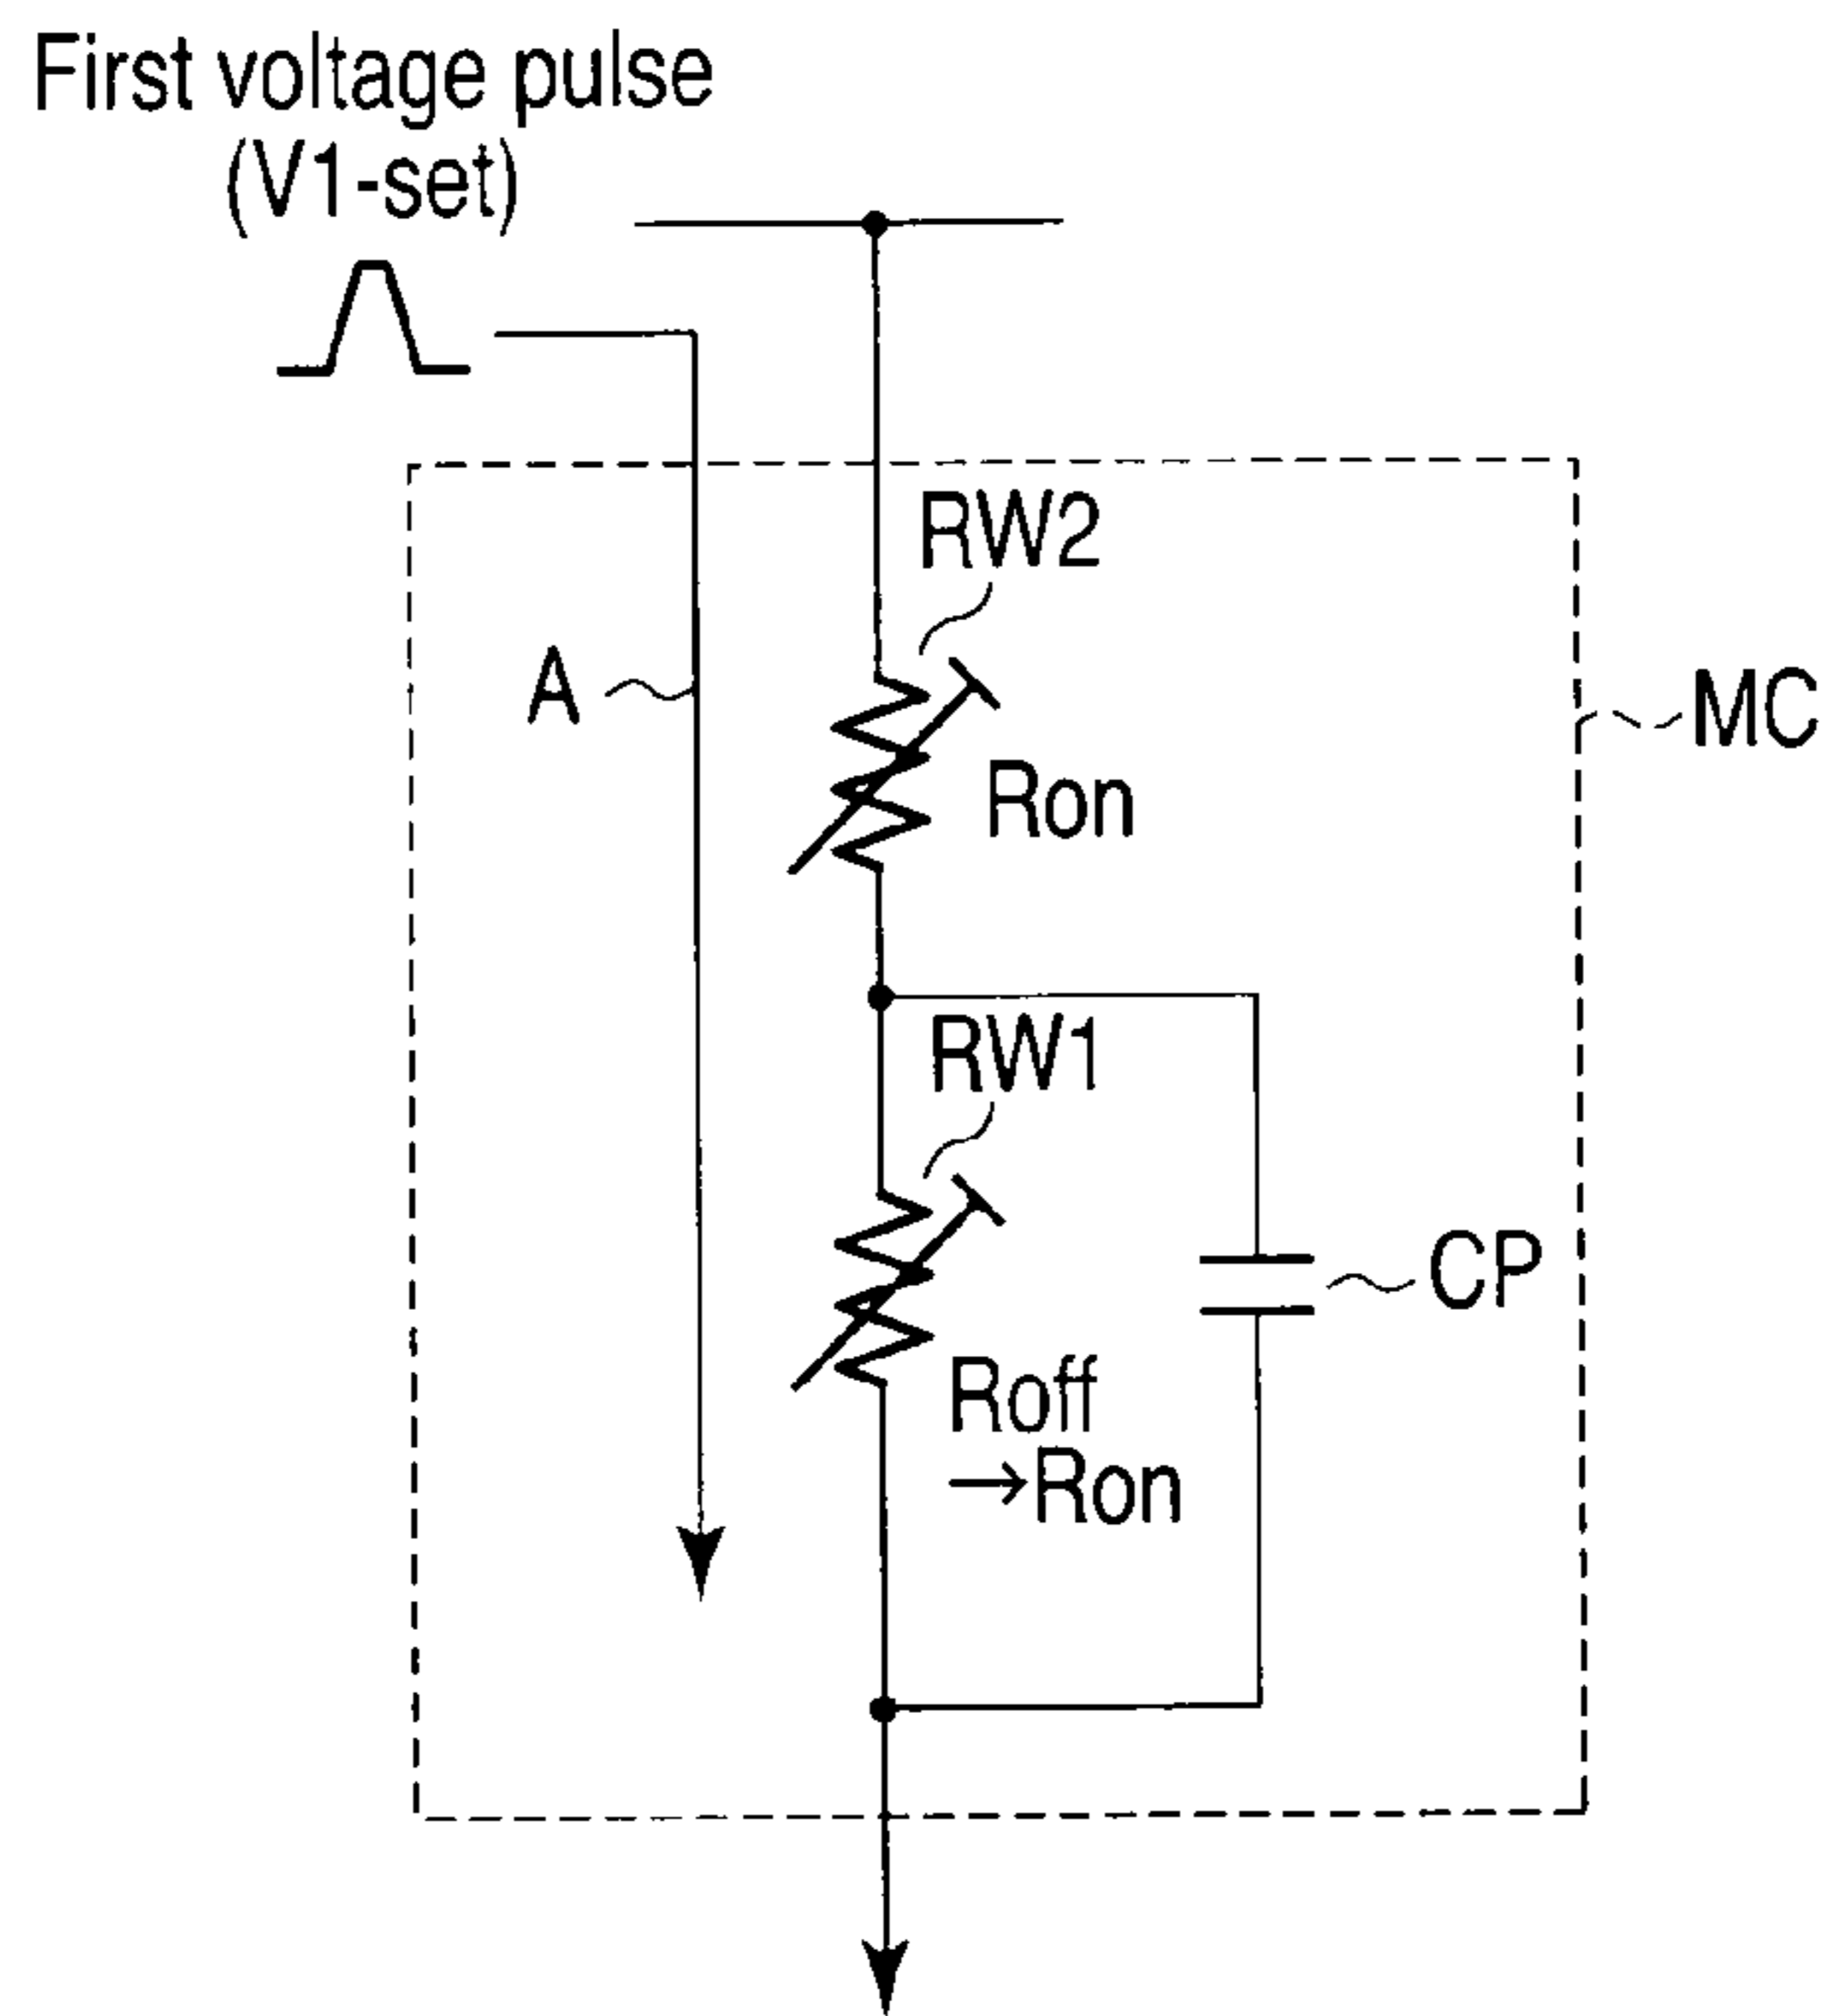 First voltage pulse
(V1-set)
RW2
A
MC
Ron
RW1
CP
Roff
→Ron